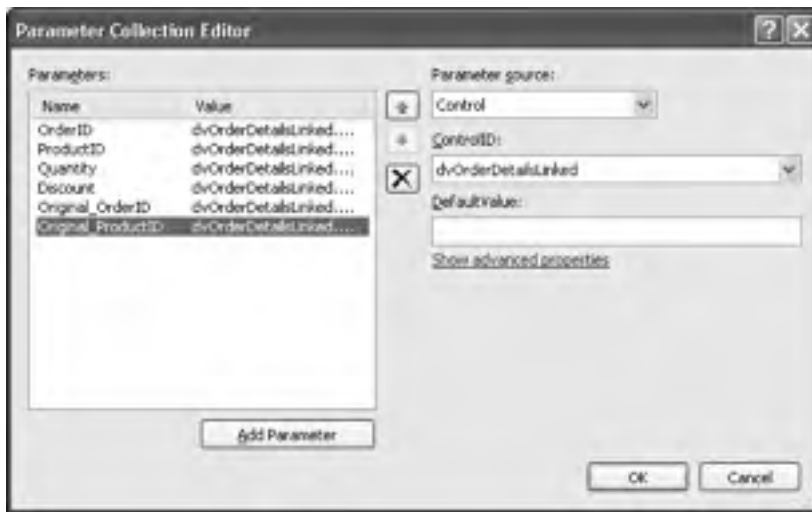 Parameter Collection Editor
Parameters:
Name Value
OrderID dvOrderDetailsLinked....
ProductID dvOrderDetailsLinked....
Quantity dvOrderDetailsLinked....
Discount dvOrderDetailsLinked....
Original_OrderID dvOrderDetailsLinked....
Original_ProductID dvOrderDetailsLinked....
Add Parameter
Parameter source:
Control
ControlID:
dvOrderDetailsLinked
DefaultValue:
Show advanced properties
OK Cancel